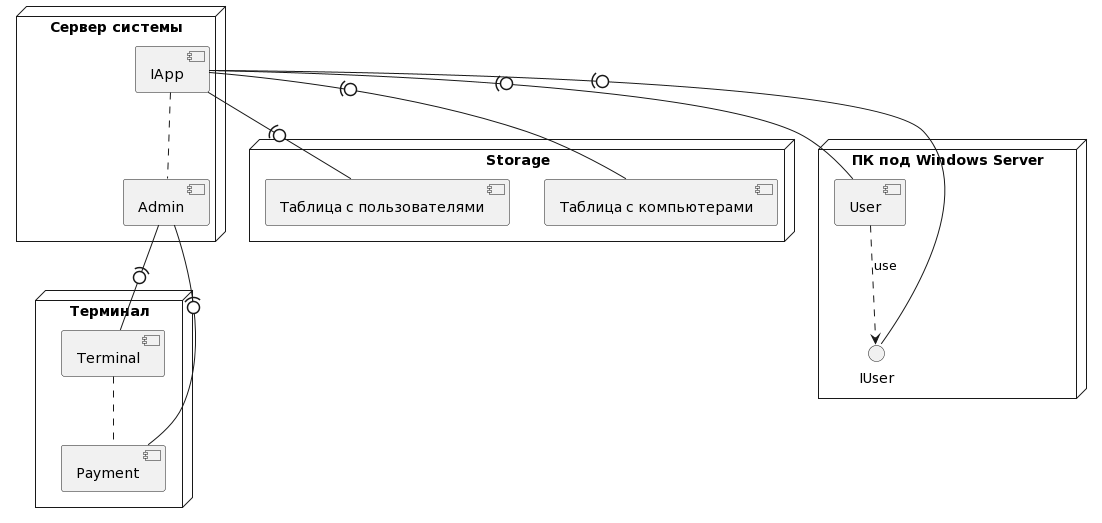 Сервер системы
IApp
Admin
Storage
Таблица с пользователями
Таблица с компьютерами
ПК под Windows Server
User
use
IUser
Терминал
Terminal
Payment